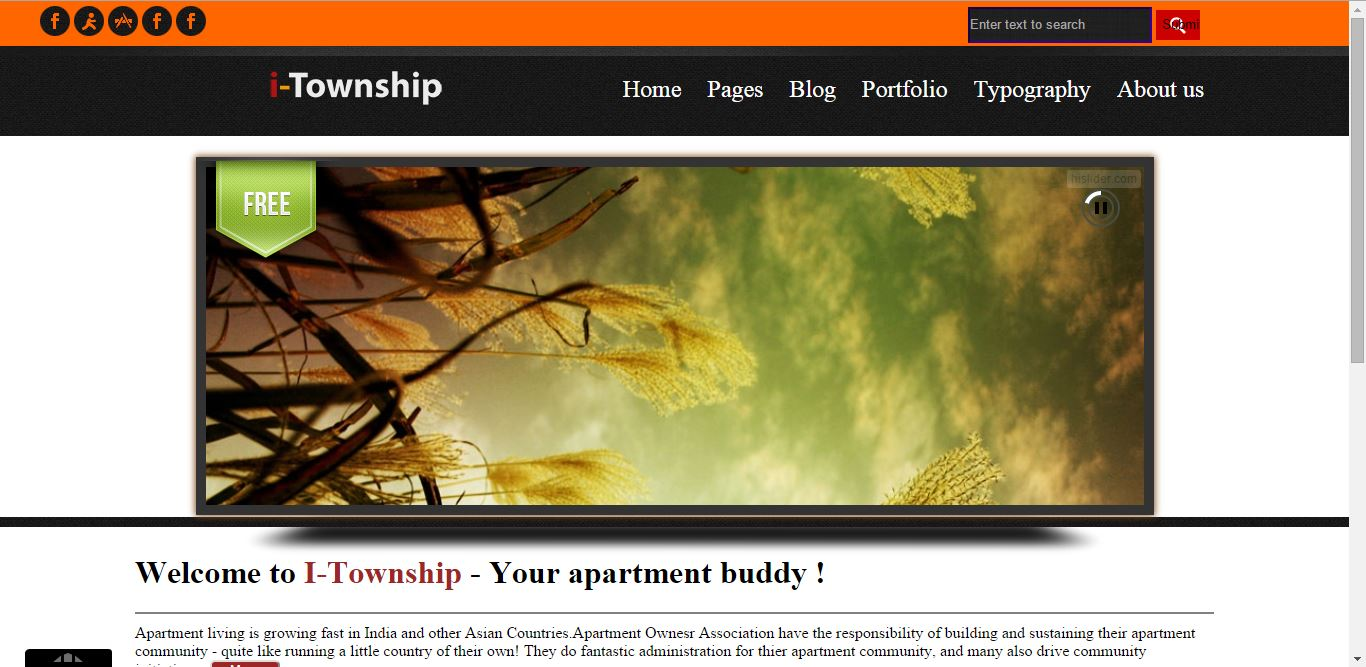 f f f
Enter text to search
i-Township
Home Pages Blog Portfolio Typography About us
FREE
hislider.com
Welcome to I-Township - Your apartment buddy !
Apartment living is growing fast in India and other Asian Countries.Apartment Ownesr Association have the responsibility of building and sustaining their apartment
community - quite like running a little country of their own! They do fantastic administration for thier apartment community, and many also drive community